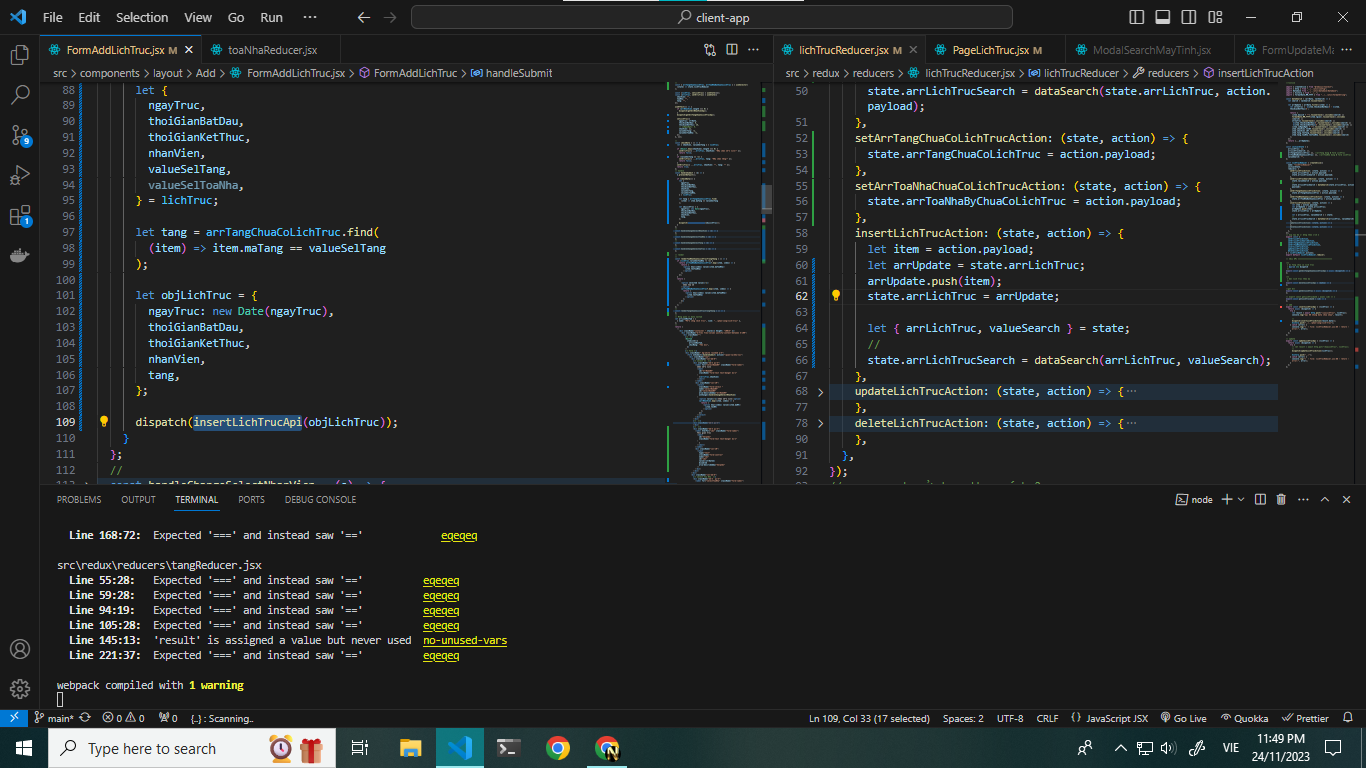 File Edit Selection View Go Run ··· client-app
FormAddLichTruc.jsx M toaNhaReducer.jsx
src > components > layout > Add > FormAddLichTruc.jsx > FormAddLichTruc > handleSubmit
88 let {
89 ngayTruc,
90 thoiGianBatDau,
91 thoiGianKetThuc,
92 nhanVien,
93 valueSelTang,
94 valueSelToaNha,
95 } = lichTruc;
96
97 let tang = arrTangChuaCoLichTruc.find(
98 (item) => item.maTang == valueSelTang
99 );
100
101 let objLichTruc = {
102 ngayTruc: new Date(ngayTruc),
103 thoiGianBatDau,
104 thoiGianKetThuc,
105 nhanVien,
106 tang,
107 };
108
109 dispatch(insertLichTrucApi(objLichTruc));
110 }
111 };
112 //
lichTrucReducer.jsx M PageLichTruc.jsx M ModalSearchMayTinh.jsx FormUpdateMa ···
src > redux > reducers > lichTrucReducer.jsx > lichTrucReducer > reducers > insertLichTrucAction
50 state.arrLichTrucSearch = dataSearch(state.arrLichTruc, action.
payload);
51 },
52 setArrTangChuaCoLichTrucAction: (state, action) => {
53 state.arrTangChuaCoLichTruc = action.payload;
54 },
55 setArrToaNhaChuaCoLichTrucAction: (state, action) => {
56 state.arrToaNhaByChuaCoLichTruc = action.payload;
57 },
58 insertLichTrucAction: (state, action) => {
59 let item = action.payload;
60 let arrUpdate = state.arrLichTruc;
61 arrUpdate.push(item);
62 state.arrLichTruc = arrUpdate;
63
64 let { arrLichTruc, valueSearch } = state;
65 //
66 state.arrLichTrucSearch = dataSearch(arrLichTruc, valueSearch);
67 },
68 updateLichTrucAction: (state, action) => {···
77 },
78 deleteLichTrucAction: (state, action) => {···
90 },
91 },
92 });
PROBLEMS OUTPUT TERMINAL PORTS DEBUG CONSOLE node
Line 168:72: Expected '===' and instead saw '==' eqeqeq
src\redux\reducers\tangReducer.jsx
Line 55:28: Expected '===' and instead saw '==' eqeqeq
Line 59:28: Expected '===' and instead saw '==' eqeqeq
Line 94:19: Expected '===' and instead saw '==' eqeqeq
Line 105:28: Expected '===' and instead saw '==' eqeqeq
Line 145:13: 'result' is assigned a value but never used no-unused-vars
Line 221:37: Expected '===' and instead saw '==' eqeqeq
webpack compiled with 1 warning
9
1
main* 0 0 0 {..} : Scanning.. Ln 109, Col 33 (17 selected) Spaces: 2 UTF-8 CRLF JavaScript JSX Go Live Quokka Prettier
Type here to search VIE 11:49 PM
24/11/2023